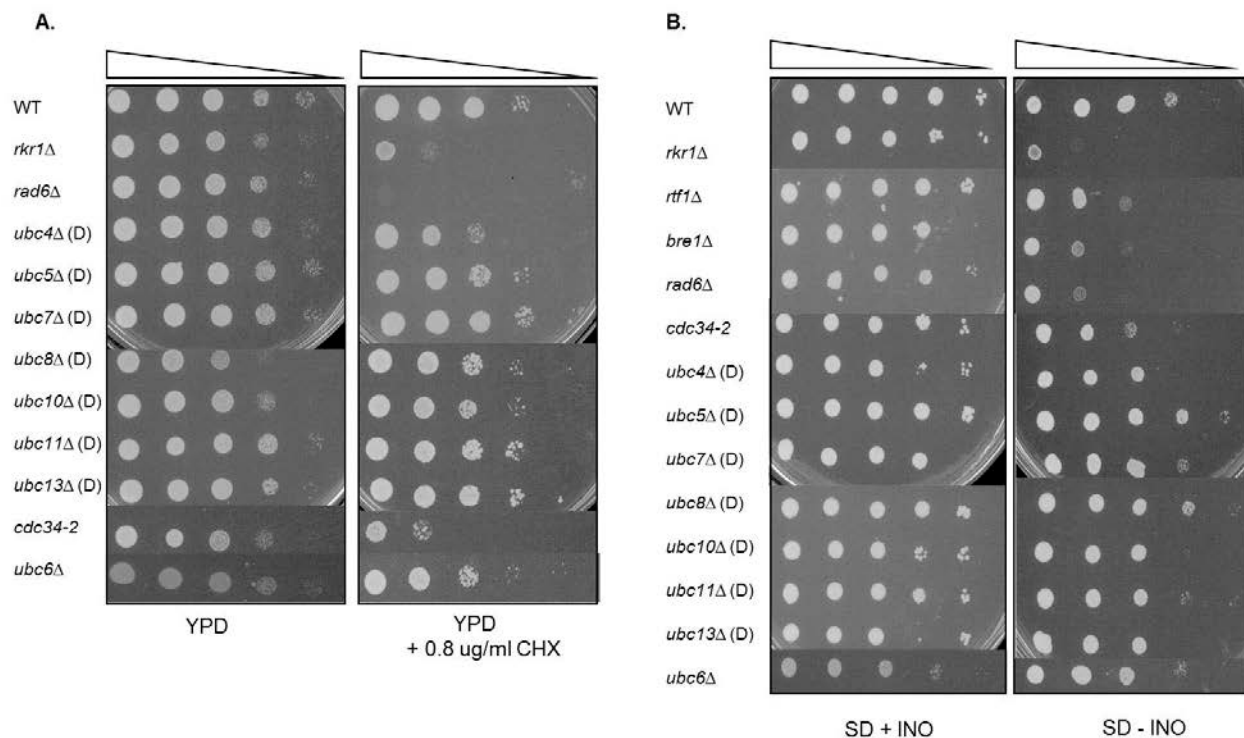 A.
WT
rkr1Δ
rad6Δ
ubc4Δ (D)
ubc5Δ (D)
ubc7Δ (D)
ubc8Δ (D)
ubc10Δ (D)
ubc11Δ (D)
ubc13Δ (D)
cdc34-2
ubc6Δ
YPD
YPD
+ 0.8 ug/ml CHX
B.
WT
rkr1Δ
rtf1Δ
bre1Δ
rad6Δ
cdc34-2
ubc4Δ (D)
ubc5Δ (D)
ubc7Δ (D)
ubc8Δ (D)
ubc10Δ (D)
ubc11Δ (D)
ubc13Δ (D)
ubc6Δ
SD + INO
SD - INO